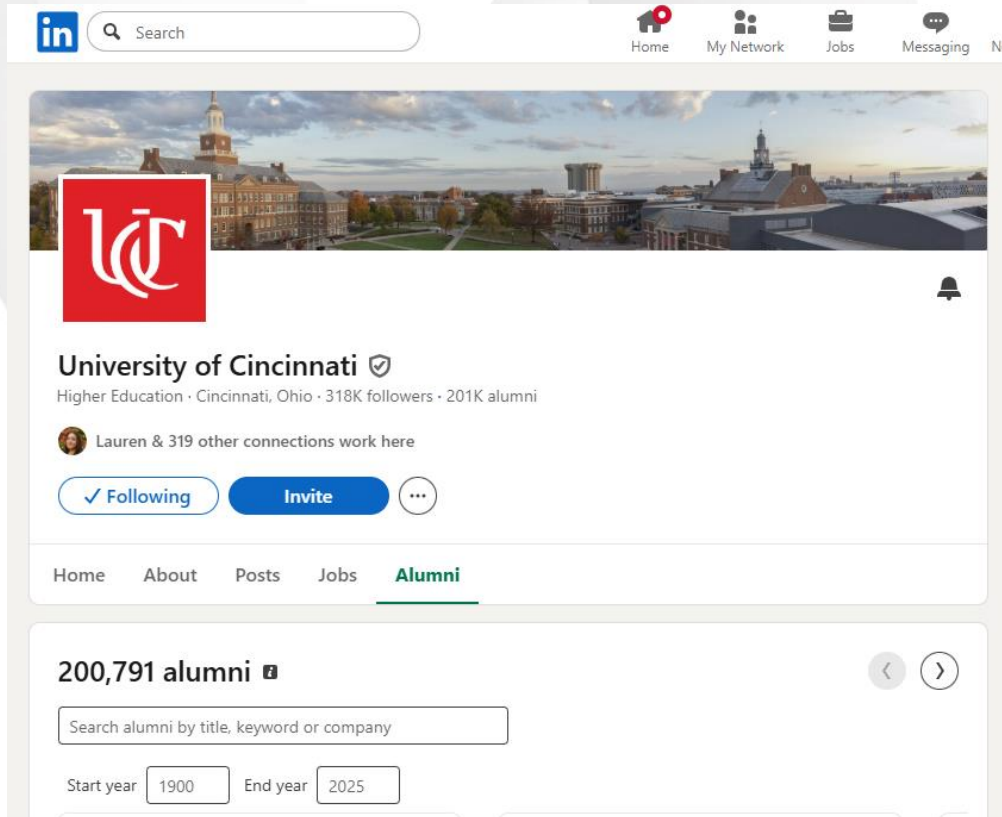 in
Search
Home
My Network
Jobs
Messaging
N
UC
University of Cincinnati
Higher Education · Cincinnati, Ohio · 318K followers · 201K alumni
Lauren & 319 other connections work here
✓ Following
Invite
Home
About
Posts
Jobs
Alumni
200,791 alumni
Search alumni by title, keyword or company
Start year 1900 End year 2025